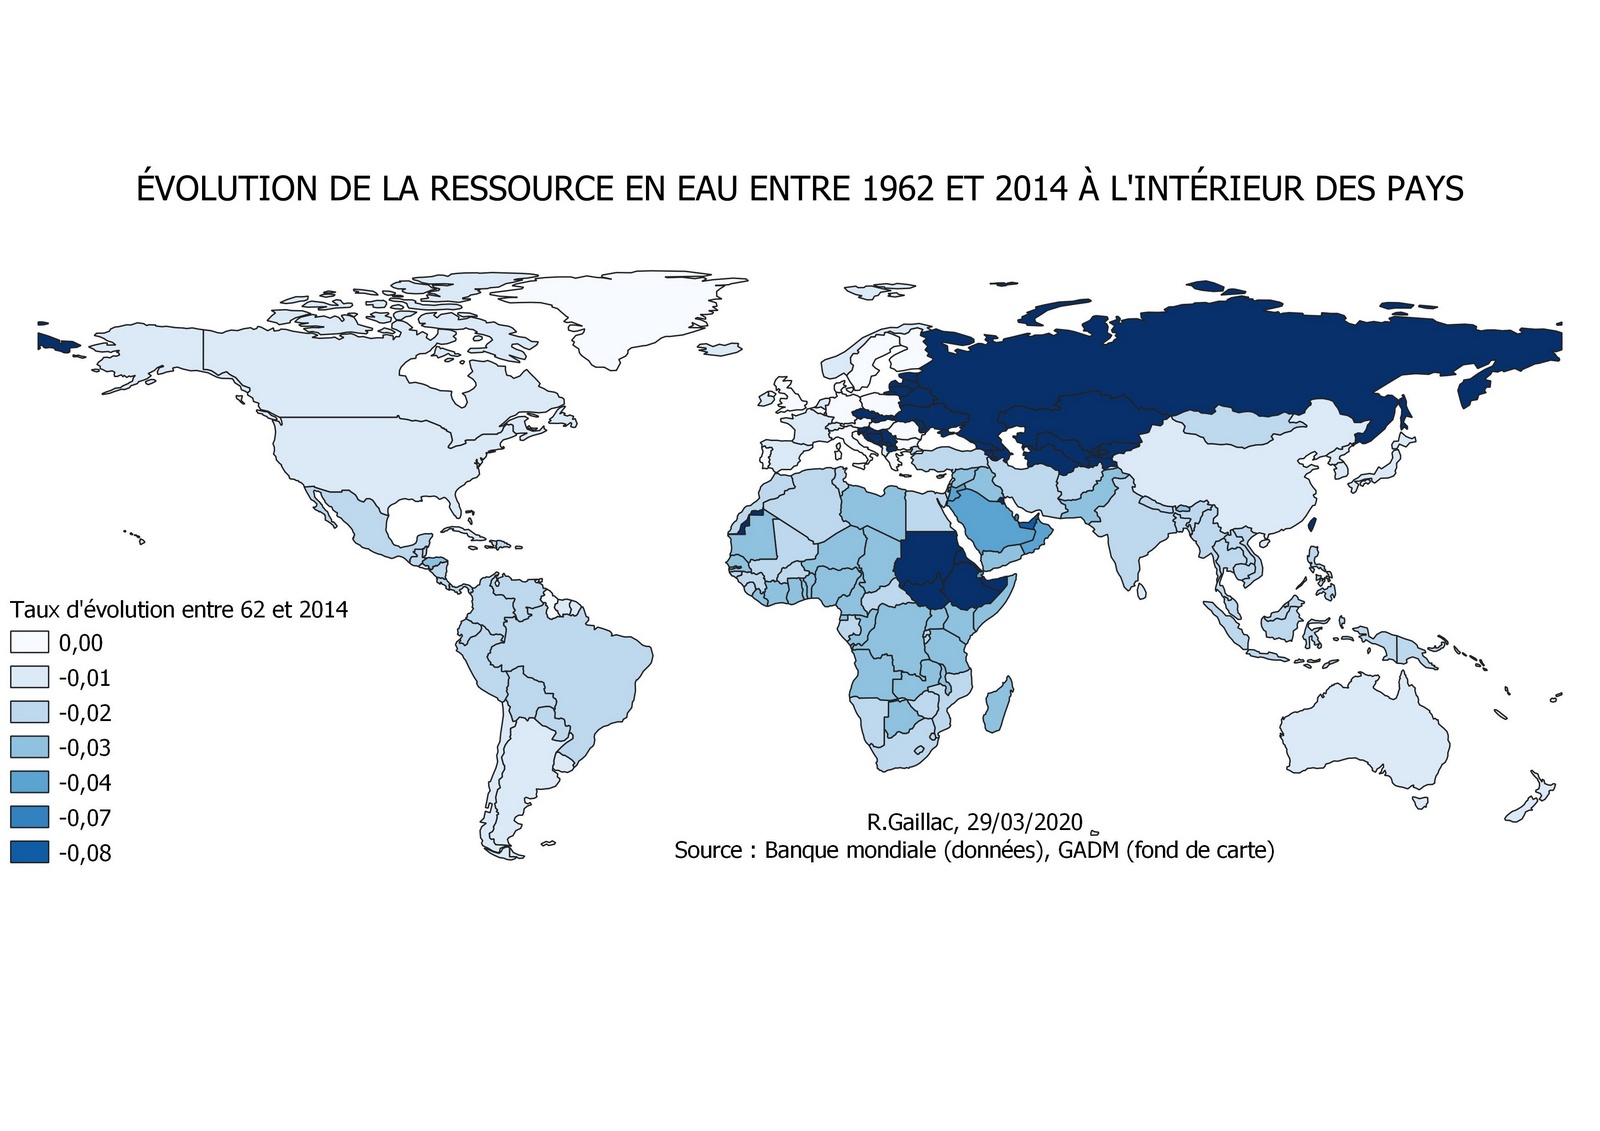 ÉVOLUTION DE LA RESSOURCE EN EAU ENTRE 1962 ET 2014 À L'INTÉRIEUR DES PAYS
Taux d'évolution entre 62 et 2014
0,00
-0,01
-0,02
-0,03
-0,04
-0,07
-0,08
R.Gaillac, 29/03/2020
Source : Banque mondiale (données), GADM (fond de carte)